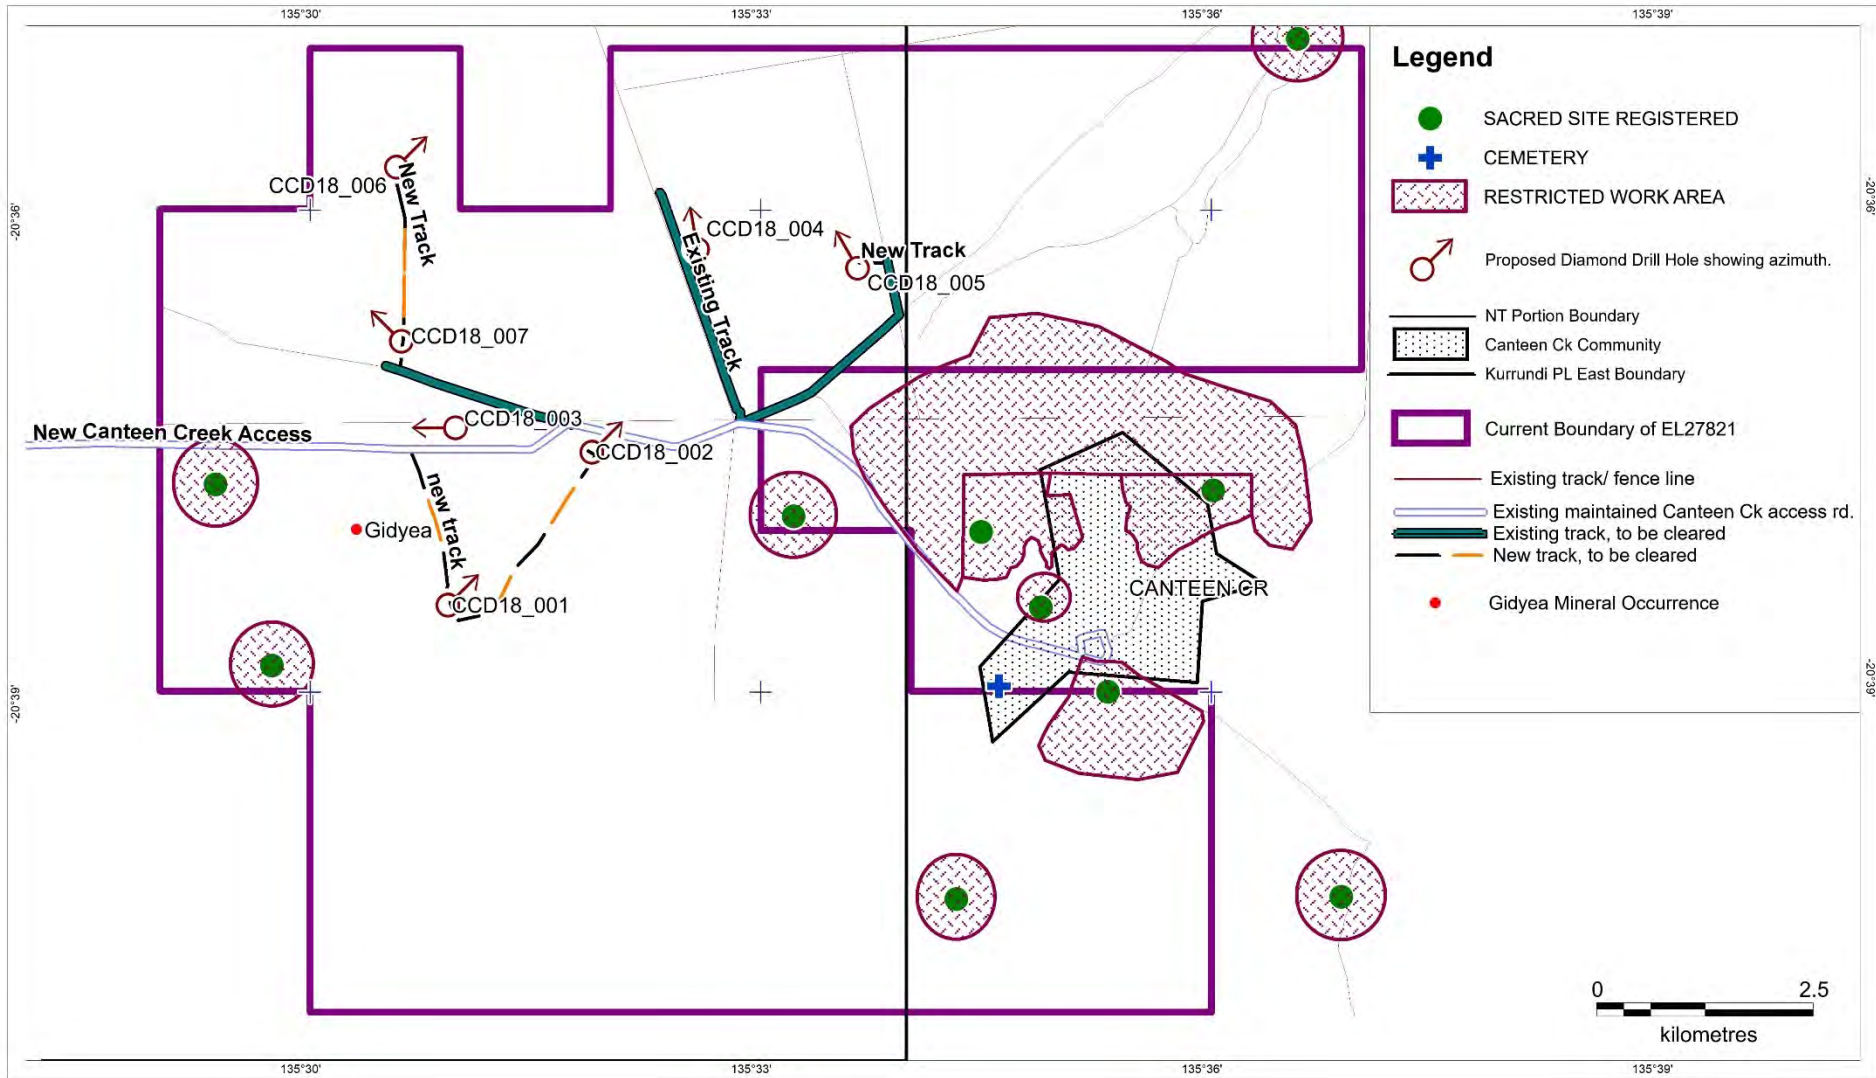 135°30' 135°33' 135°36' 135°39'
Legend
SACRED SITE REGISTERED
CEMETERY
RESTRICTED WORK AREA
Proposed Diamond Drill Hole showing azimuth.
NT Portion Boundary
Canteen Ck Community
Kurrundi PL East Boundary
Current Boundary of EL27821
Existing track/ fence line
Existing maintained Canteen Ck access rd.
Existing track, to be cleared
New track, to be cleared
Gidyea Mineral Occurrence
-20°36'
-20°36'
CCD18_006
New Track
CCD18_004
Existing Track
New Track
CCD18_005
CCD18_007
CCD18_003
New Canteen Creek Access
CCD18_002
new track
Gidyea
CCD18_001
CANTEEN CR
-20°39'
-20°39'
0 2.5
kilometres
135°30' 135°33' 135°36' 135°39'